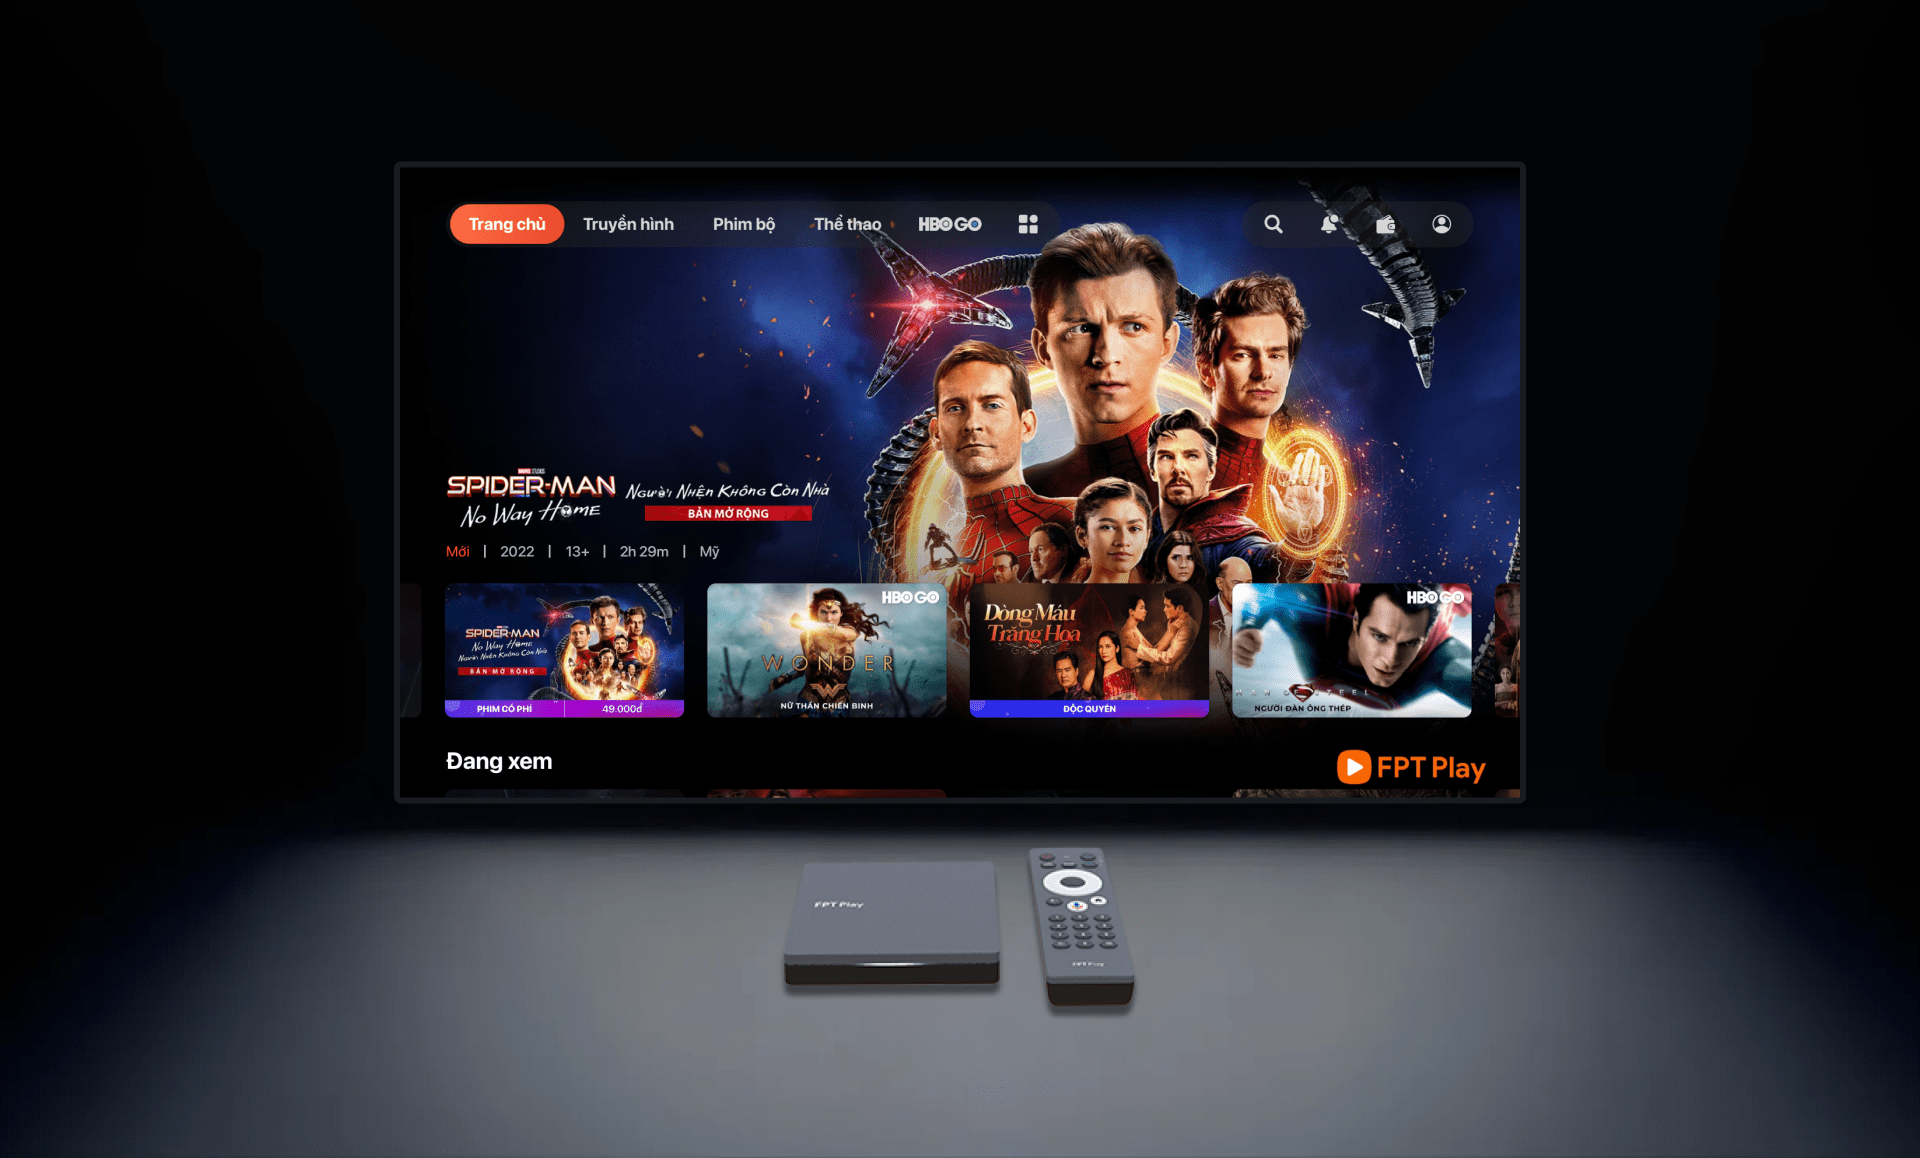 Trang chủ Truyền hình Phim bộ Thể thao HBO GO
MARVEL STUDIOS
SPIDER-MAN
No Way Home
Người Nhện Không Còn Nhà
BẢN MỞ RỘNG
Mới | 2022 | 13+ | 2h 29m | Mỹ
SPIDER-MAN
No Way Home
Người Nhện Không Còn Nhà
BẢN MỞ RỘNG
PHIM CÓ PHÍ 49.000đ
HBO GO
WONDER
NỮ THẦN CHIẾN BINH
Dòng Máu
Trăng Hoa
ĐỘC QUYỀN
HBO GO
MAN OF STEEL
NGƯỜI ĐÀN ÔNG THÉP
Đang xem
FPT Play
FPT Play
FPT Play